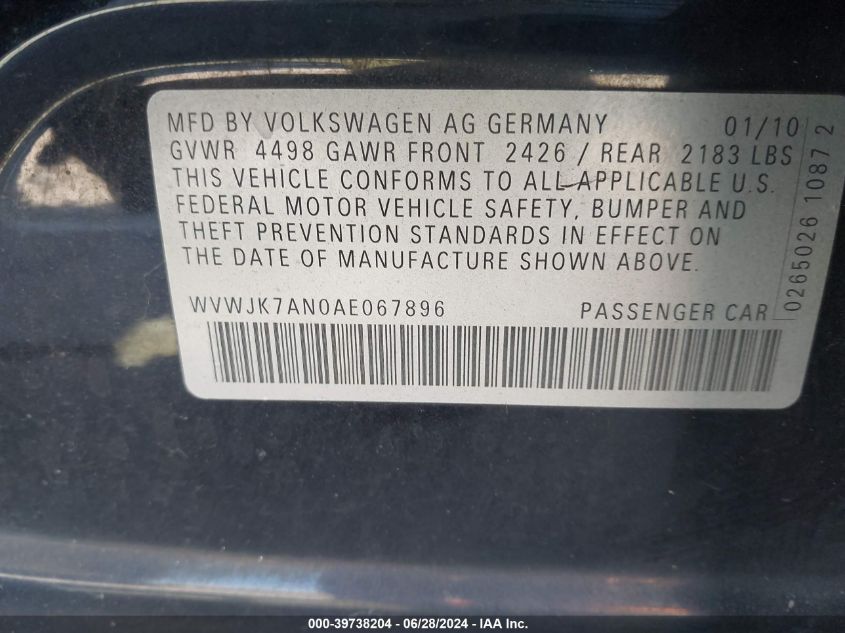 MFD BY VOLKSWAGEN AG GERMANY 01/10
GVWR 4498 GAWR FRONT 2426 / REAR 2183 LBS
THIS VEHICLE CONFORMS TO ALL APPLICABLE U.S.
FEDERAL MOTOR VEHICLE SAFETY, BUMPER AND
THEFT PREVENTION STANDARDS IN EFFECT ON
THE DATE OF MANUFACTURE SHOWN ABOVE.
WVWJK7AN0AE067896 PASSENGER CAR
0265026 1087 2
000-39738204 - 06/28/2024 - IAA Inc.